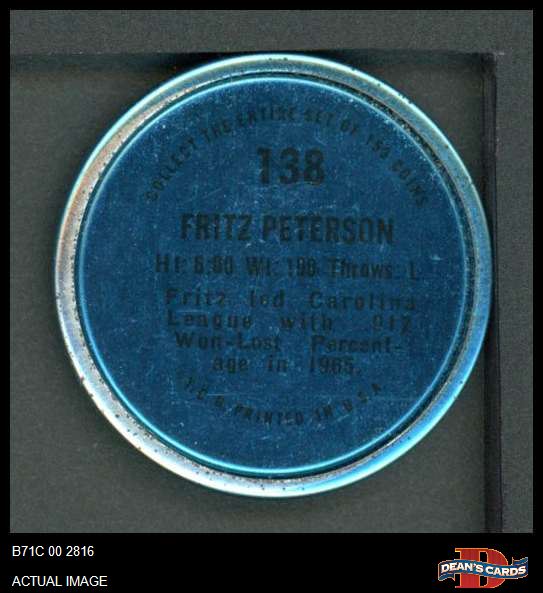 COLLECT THE ENTIRE SET OF 153 COINS
138
FRITZ PETERSON
Ht: 6:00 Wt: 190 Throws: L
Fritz led Carolina
League with .917
Won-Lost Percent-
age in 1965.
T.C.G. PRINTED IN U.S.A.
B71C 00 2816
ACTUAL IMAGE
D
DEAN'S CARDS